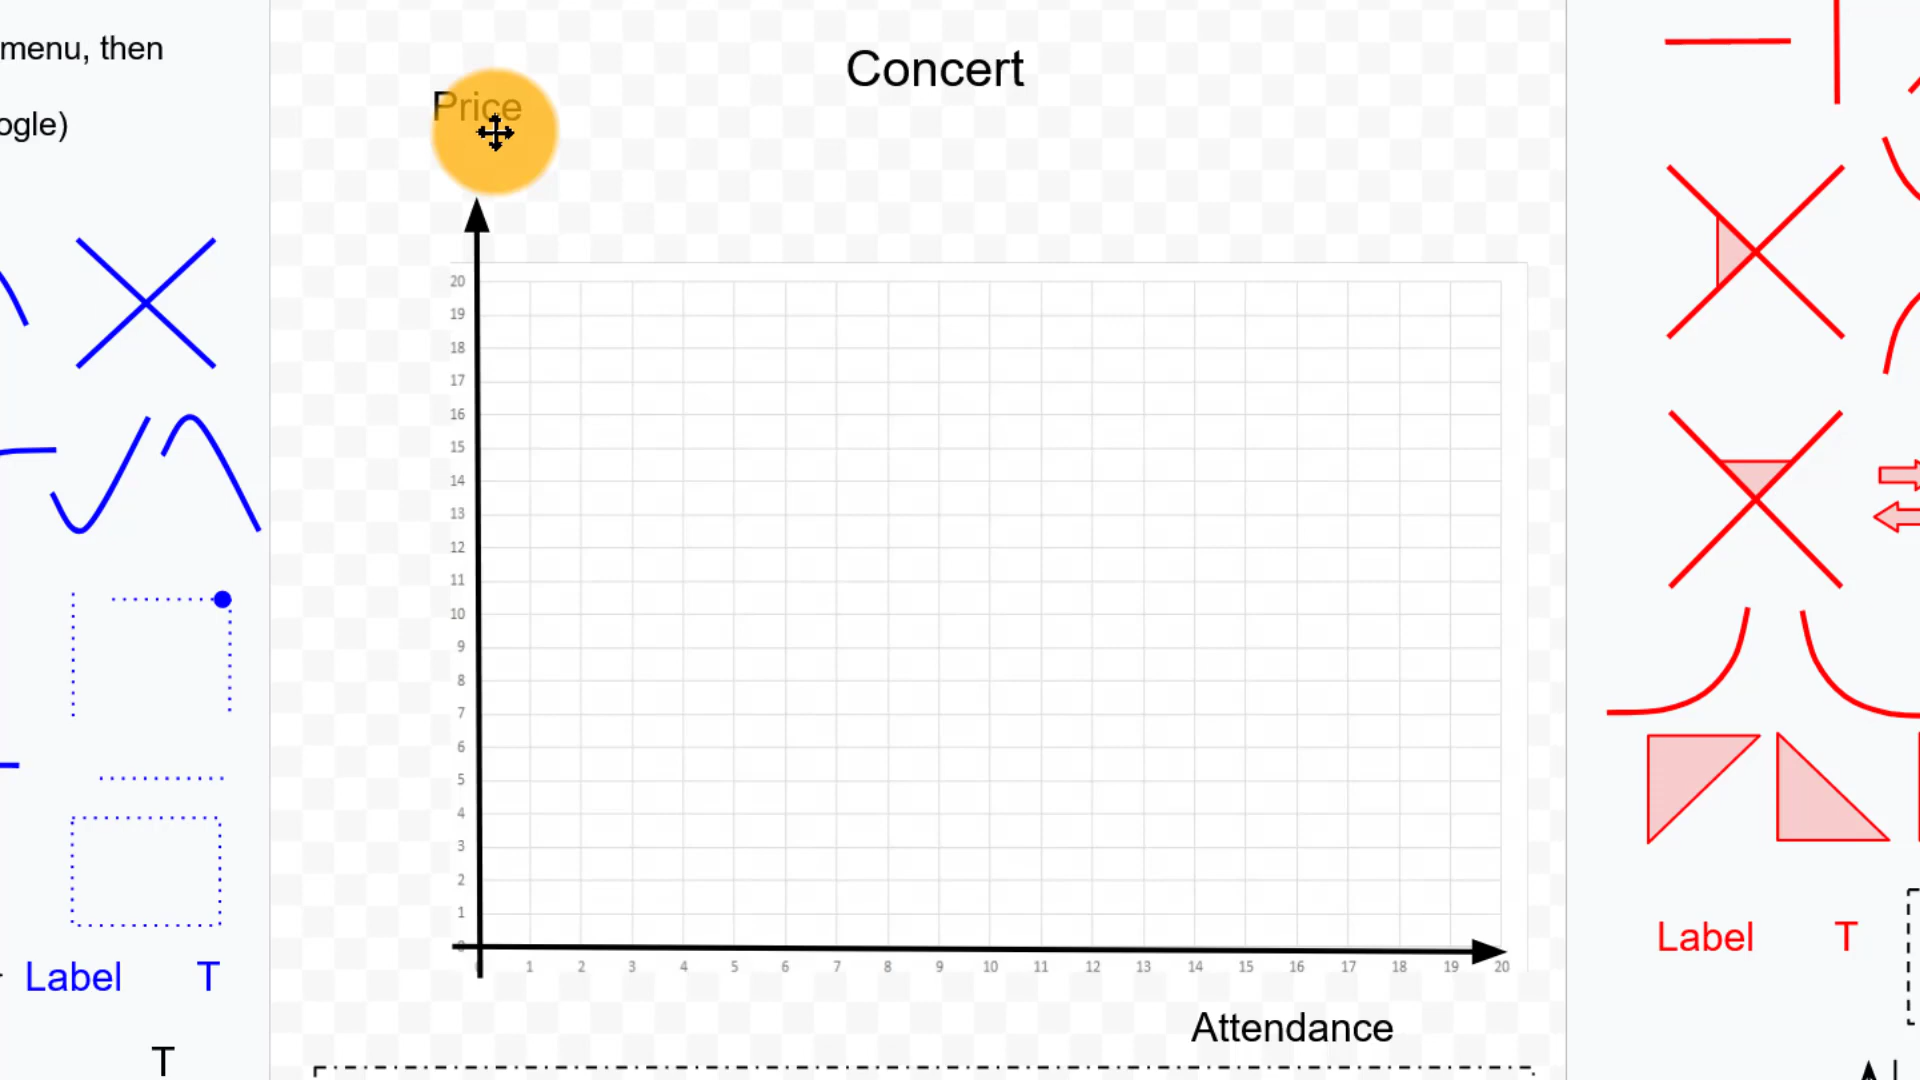 menu, then
ogle)
Concert
Price
20
19
18
17
16
15
14
13
12
11
10
9
8
7
6
5
4
3
2
1
1 2 3 4 5 6 7 8 9 10 11 12 13 14 15 16 17 18 19 20
Attendance
Label T
T
Label T